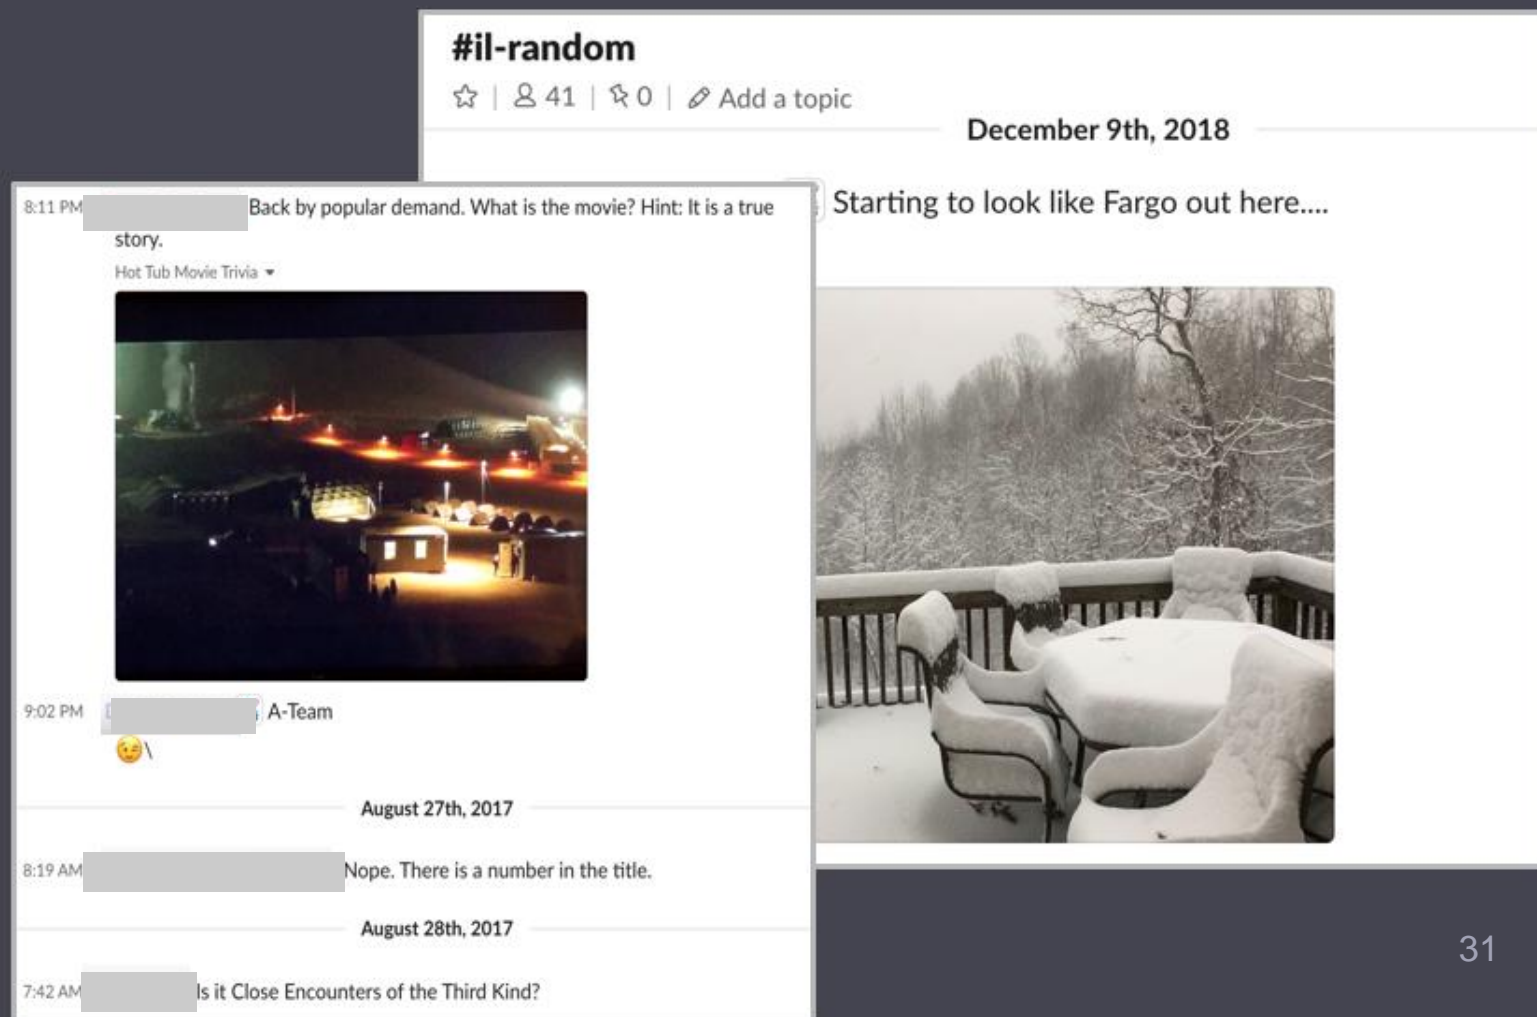 #il-random
41 | 0 | Add a topic
December 9th, 2018
Starting to look like Fargo out here....
8:11 PM Back by popular demand. What is the movie? Hint: It is a true
story.
Hot Tub Movie Trivia
9:02 PM A-Team
😉\
August 27th, 2017
8:19 AM Nope. There is a number in the title.
August 28th, 2017
7:42 AM Is it Close Encounters of the Third Kind?
31